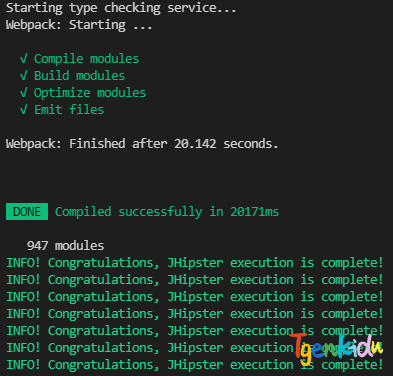 Starting type checking service...
Webpack: Starting ...
√ Compile modules
√ Build modules
√ Optimize modules
√ Emit files
Webpack: Finished after 20.142 seconds.
DONE Compiled successfully in 20171ms
947 modules
INFO! Congratulations, JHipster execution is complete!
INFO! Congratulations, JHipster execution is complete!
INFO! Congratulations, JHipster execution is complete!
INFO! Congratulations, JHipster execution is complete!
INFO! Congratulations, JHipster execution is complete!
INFO! Congratulations, JHipster execution is complete!
INFO! Congratulations, JHipster execution is complete!